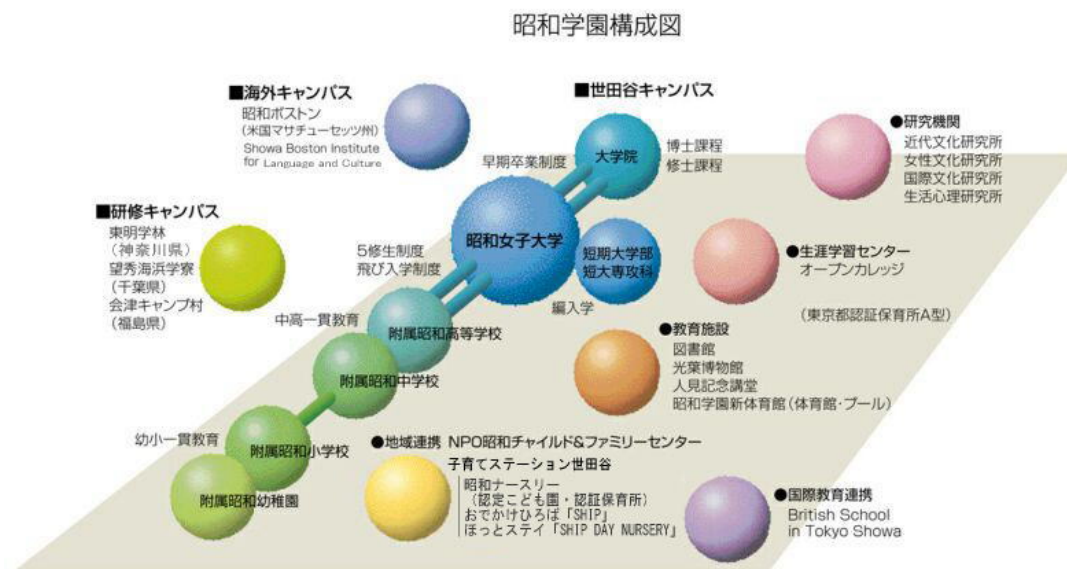 昭和学園構成図
■海外キャンパス
昭和ボストン
(米国マサチューセッツ州)
Showa Boston Institute
for Language and Culture
■世田谷キャンパス
大学院
博士課程
修士課程
早期卒業制度
●研究機関
近代文化研究所
女性文化研究所
国際文化研究所
生活心理研究所
■研修キャンパス
東明学林
(神奈川県)
望秀海浜学寮
(千葉県)
会津キャンプ村
(福島県)
昭和女子大学
5修生制度
飛び入学制度
短期大学部
短大専攻科
編入学
●生涯学習センター
オープンカレッジ
(東京都認証保育所A型)
中高一貫教育
附属昭和高等学校
附属昭和中学校
●教育施設
図書館
光葉博物館
人見記念講堂
昭和学園新体育館(体育館・プール)
幼小一貫教育
附属昭和小学校
附属昭和幼稚園
●地域連携 NPO昭和チャイルド&ファミリーセンター
子育てステーション世田谷
昭和ナースリー
(認定こども園・認証保育所)
おでかけひろば「SHIP」
ほっとステイ「SHIP DAY NURSERY」
●国際教育連携
British School
in Tokyo Showa